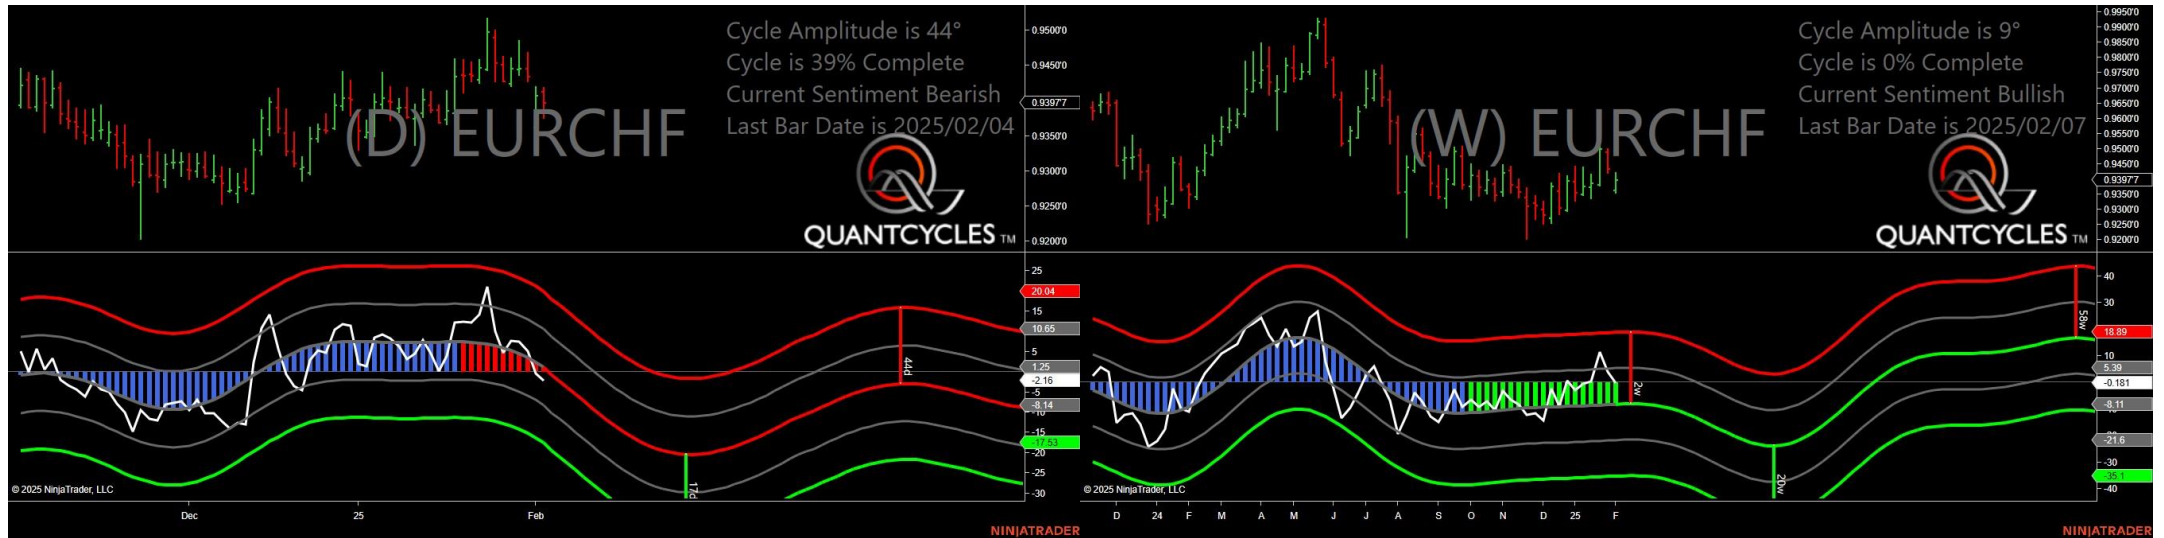 Cycle Amplitude is 44°
Cycle is 39% Complete
Current Sentiment Bearish
Last Bar Date is 2025/02/04
(D) EURCHF
QUANTCYCLES TM
0.9500'0
0.9450'0
0.9397'7
0.9350'0
0.9300'0
0.9250'0
0.9200'0
25
20.04
15
10.65
5
1.25
-2.16
-5
-8.14
-10
-15
-17.53
-20
-25
-30
44d
17d
© 2025 NinjaTrader, LLC
Dec
25
Feb
NINJATRADER
Cycle Amplitude is 9°
Cycle is 0% Complete
Current Sentiment Bullish
Last Bar Date is 2025/02/07
(W) EURCHF
QUANTCYCLES TM
0.9950'0
0.9900'0
0.9850'0
0.9800'0
0.9750'0
0.9700'0
0.9650'0
0.9600'0
0.9550'0
0.9500'0
0.9450'0
0.9397'7
0.9350'0
0.9300'0
0.9250'0
0.9200'0
40
30
18.89
10
5.39
-0.181
-8.11
-21.6
-30
-35.1
-40
58w
2w
20w
© 2025 NinjaTrader, LLC
D
24
F
M
A
M
J
J
A
S
O
N
D
25
F
NINJATRADER